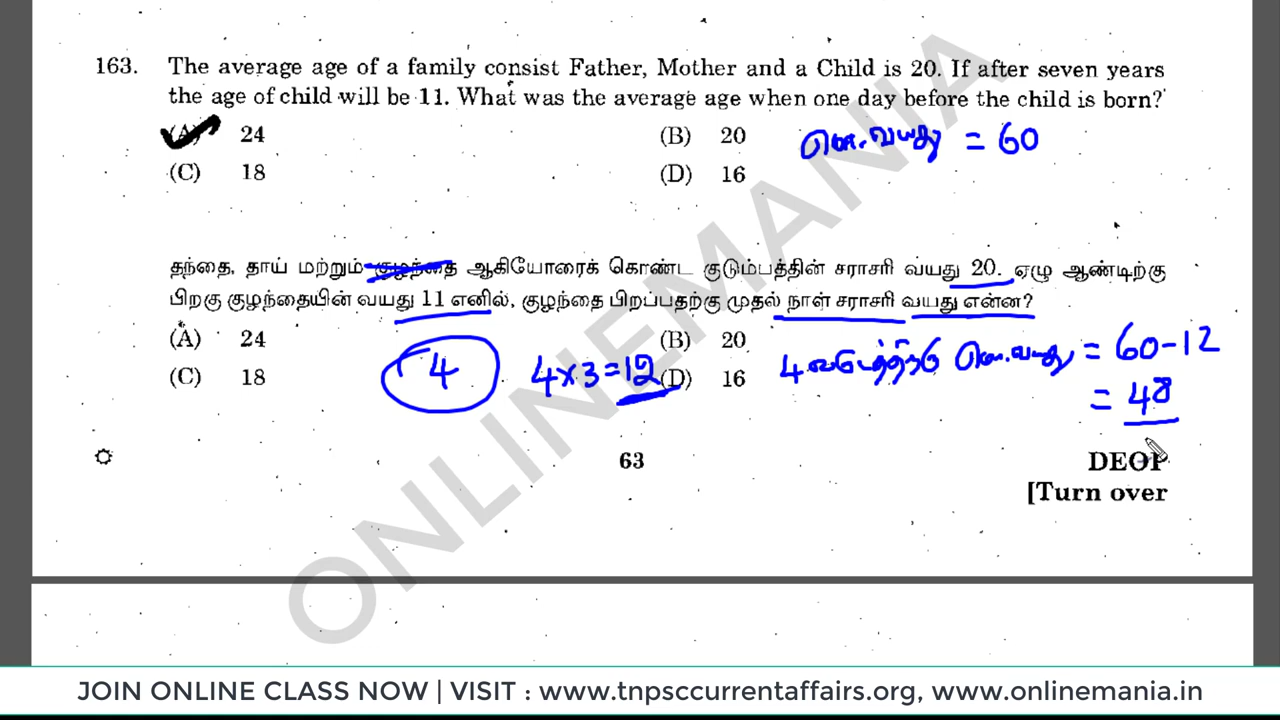 163. The average age of a family consist Father, Mother and a Child is 20. If after seven years
the age of child will be 11. What was the average age when one day before the child is born?
(A) 24 (B) 20
மொ.வயது = 60
(C) 18 (D) 16
தந்தை, தாய் மற்றும் குழந்தை ஆகியோரைக் கொண்ட குடும்பத்தின் சராசரி வயது 20. ஏழு ஆண்டிற்கு
பிறகு குழந்தையின் வயது 11 எனில், குழந்தை பிறப்பதற்கு முதல் நாள் சராசரி வயது என்ன?
(A) 24 (B) 20
(C) 18 (D) 16
4 4 x 3 = 12
4 மொ.வயது = 60 - 12
= 48
63 DEOP
[Turn over
ONLINEMANIA
JOIN ONLINE CLASS NOW | VISIT : www.tnpsccurrentaffairs.org, www.onlinemania.in